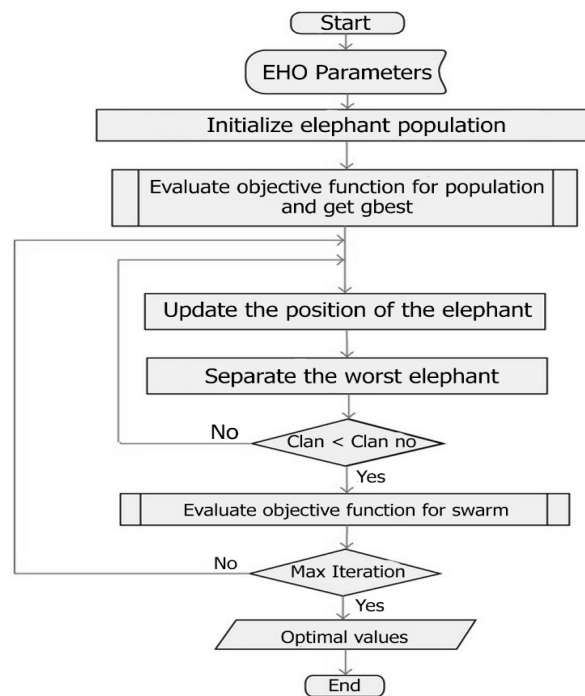 Start
EHO Parameters
Initialize elephant population
Evaluate objective function for population
and get gbest
Update the position of the elephant
Separate the worst elephant
No
Clan < Clan no
Yes
Evaluate objective function for swarm
No
Max Iteration
Yes
Optimal values
End